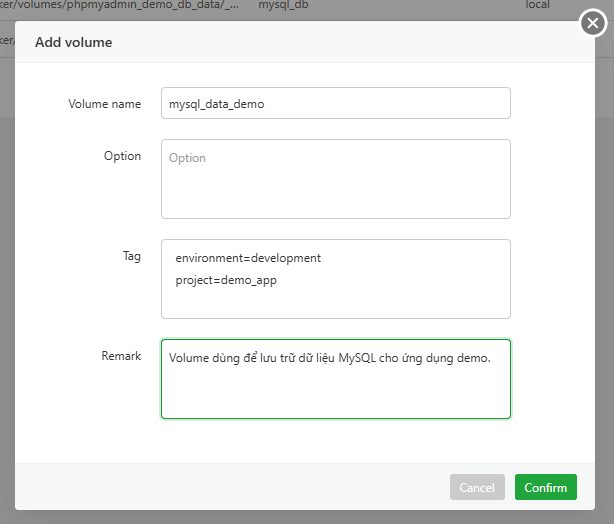 ker/volumes/phpmyadmin_demo_db_data/_... mysql_db local
ker/
Add volume
Volume name mysql_data_demo
Option Option
Tag environment=development
project=demo_app
Remark Volume dùng để lưu trữ dữ liệu MySQL cho ứng dụng demo.
Cancel Confirm